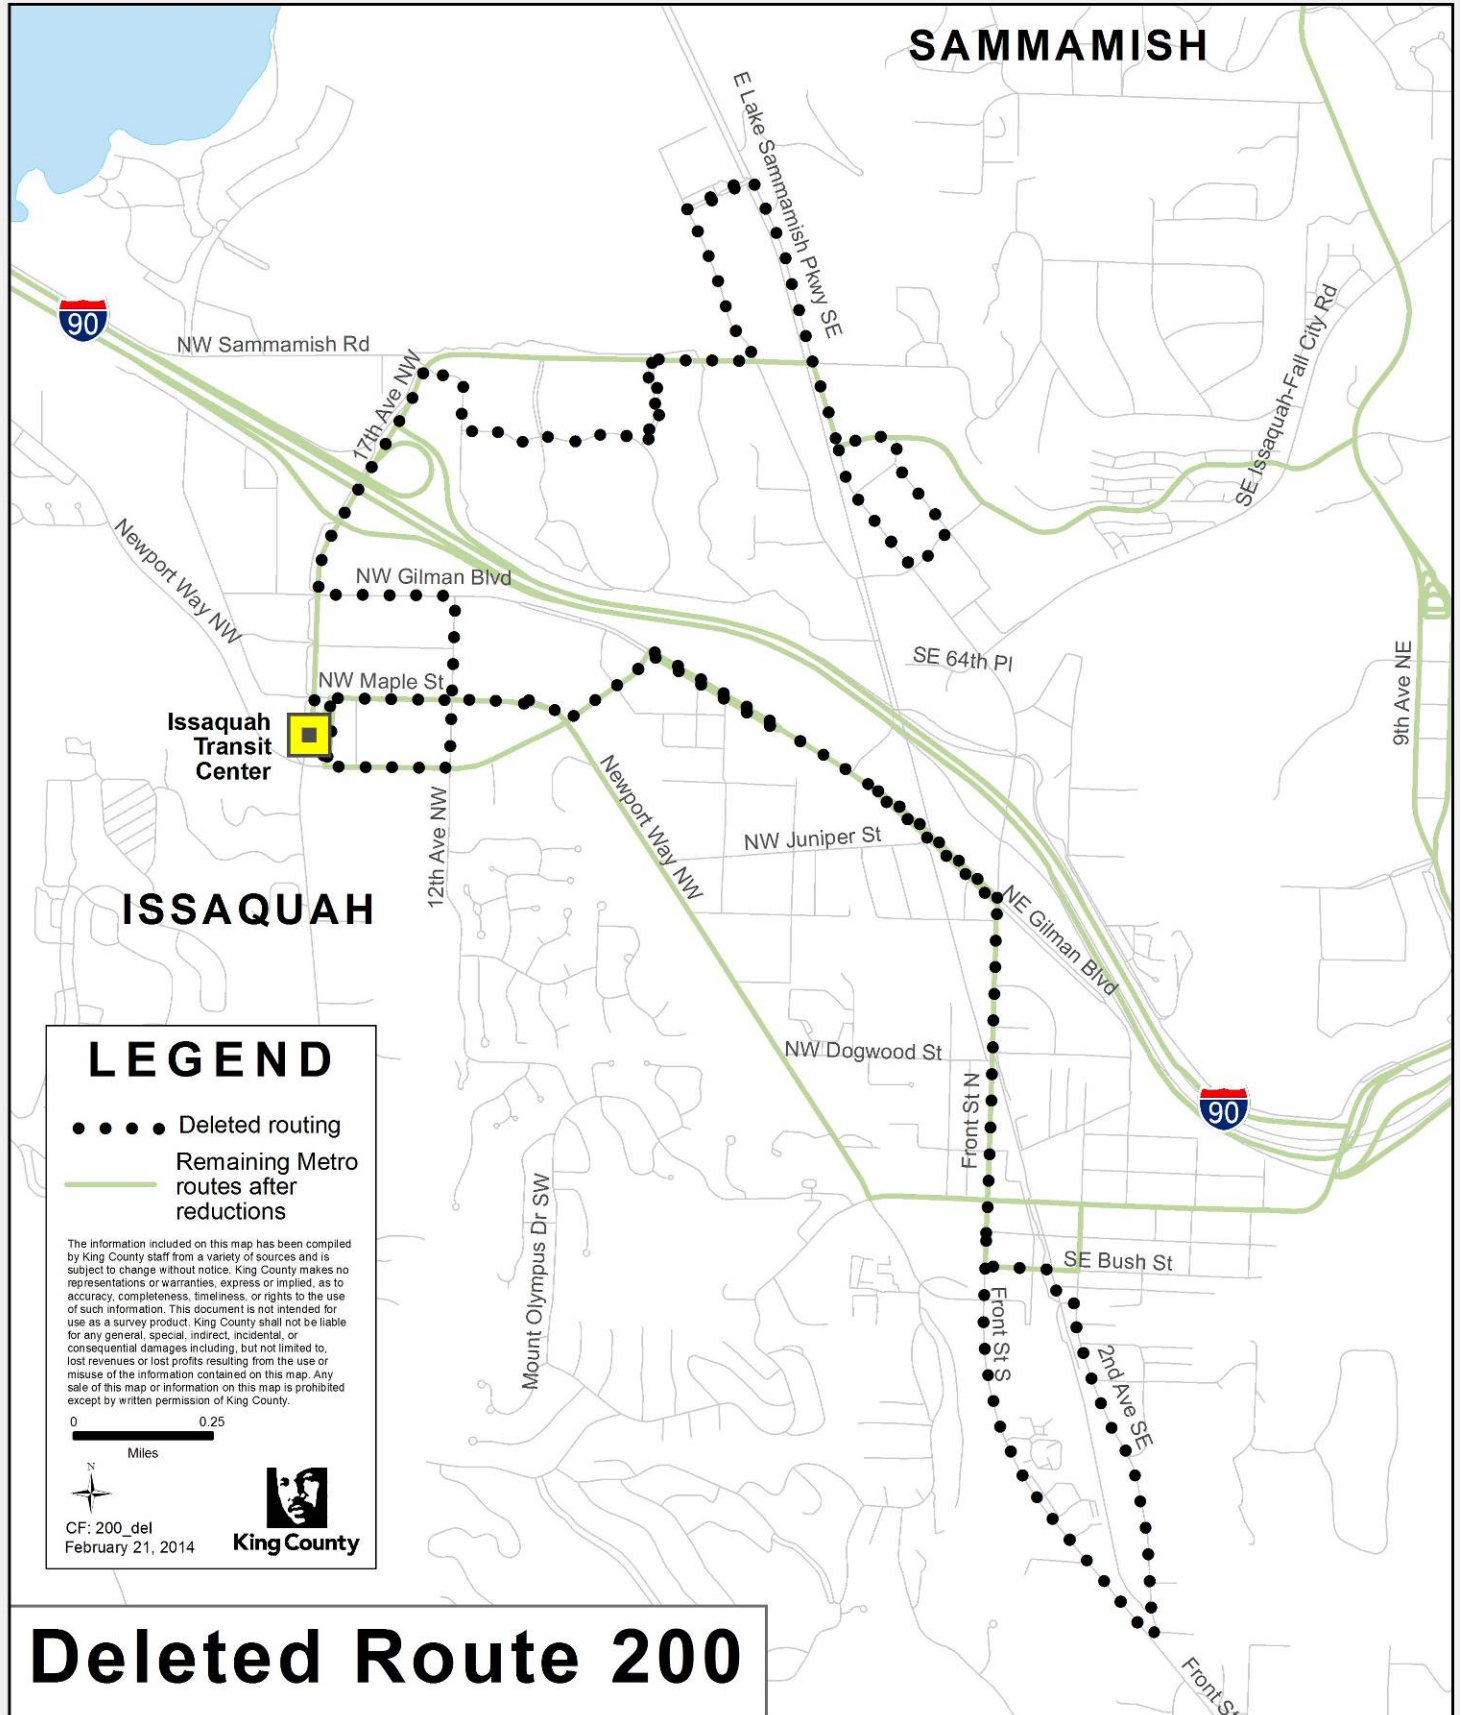 SAMMAMISH
E Lake Sammamish Pkwy SE
90
NW Sammamish Rd
17th Ave NW
SE Issaquah-Fall City Rd
Newport Way NW
NW Gilman Blvd
SE 64th Pl
9th Ave NE
NW Maple St
Issaquah
Transit
Center
Newport Way NW
12th Ave NW
NW Juniper St
ISSAQUAH
NE Gilman Blvd
NW Dogwood St
Front St N
90
Mount Olympus Dr SW
SE Bush St
Front St S
2nd Ave SE
Front St
LEGEND
Deleted routing
Remaining Metro
routes after
reductions
The information included on this map has been compiled
by King County staff from a variety of sources and is
subject to change without notice. King County makes no
representations or warranties, express or implied, as to
accuracy, completeness, timeliness, or rights to the use
of such information. This document is not intended for
use as a survey product. King County shall not be liable
for any general, special, indirect, incidental, or
consequential damages including, but not limited to,
lost revenues or lost profits resulting from the use or
misuse of the information contained on this map. Any
sale of this map or information on this map is prohibited
except by written permission of King County.
0 0.25
Miles
N
CF: 200_del
February 21, 2014
King County
Deleted Route 200